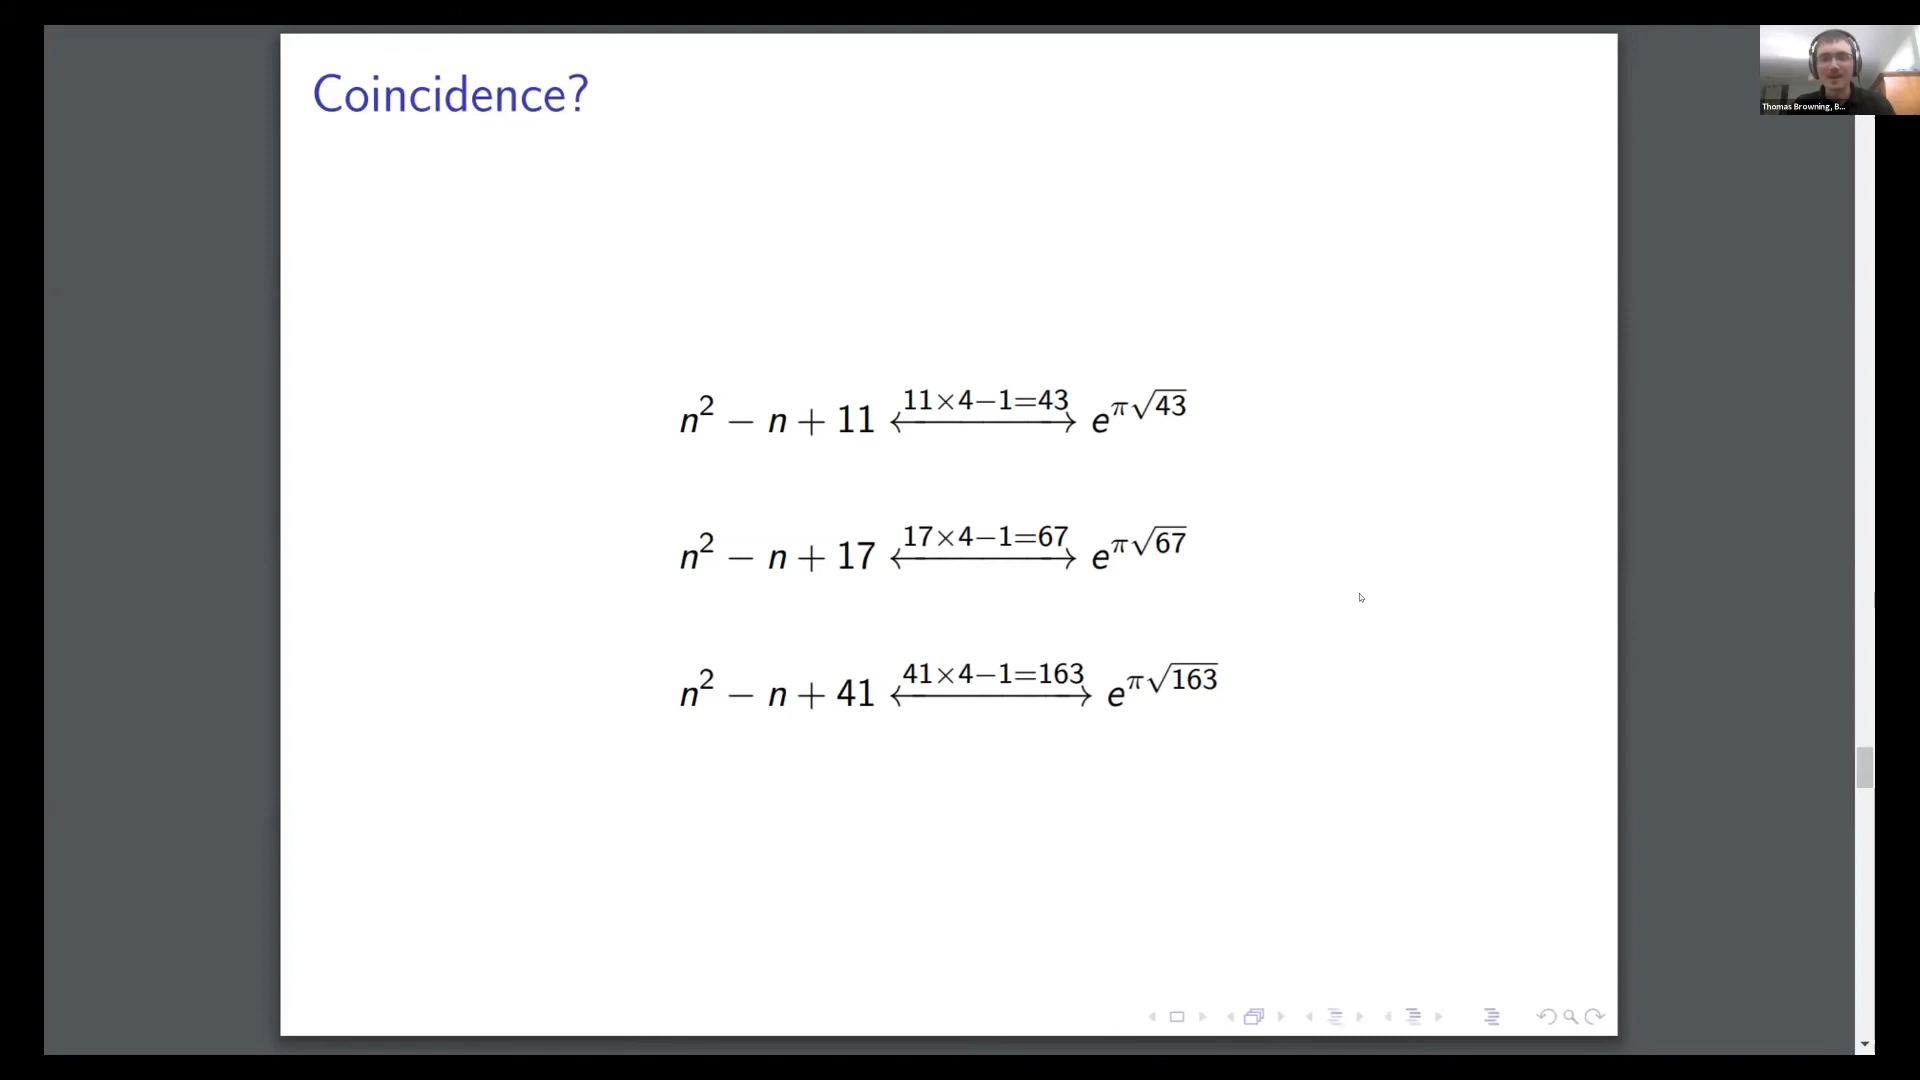 Coincidence?
Thomas Browning, B...
n² − n + 11 ⟷ 11×4−1=43 e^{π√43}
n² − n + 17 ⟷ 17×4−1=67 e^{π√67}
n² − n + 41 ⟷ 41×4−1=163 e^{π√163}